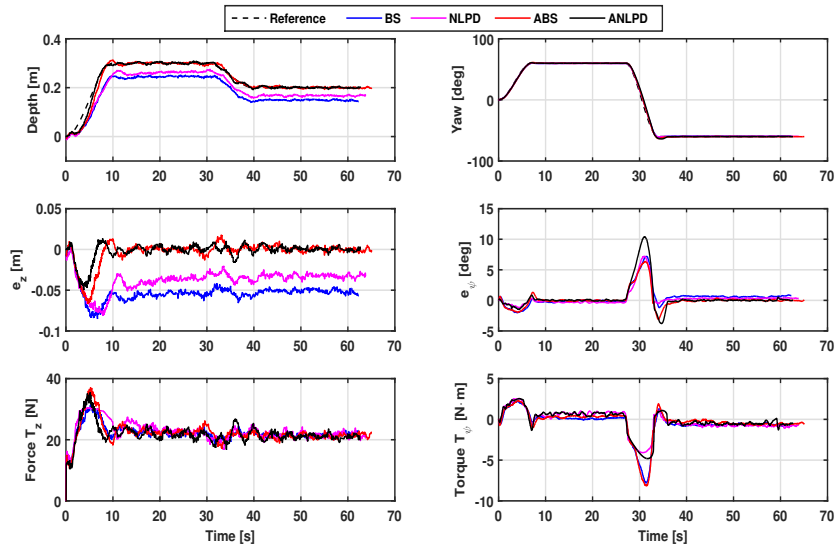 Reference BS NLPD ABS ANLPD
0.4
0.2
0
Depth [m]
0 10 20 30 40 50 60 70
100
0
-100
Yaw [deg]
0 10 20 30 40 50 60 70
0.05
0
-0.05
-0.1
e_z [m]
0 10 20 30 40 50 60 70
15
10
5
0
-5
e_ψ [deg]
0 10 20 30 40 50 60 70
40
20
0
Force T_z [N]
0 10 20 30 40 50 60 70
Time [s]
5
0
-5
-10
Torque T_ψ [N·m]
0 10 20 30 40 50 60 70
Time [s]